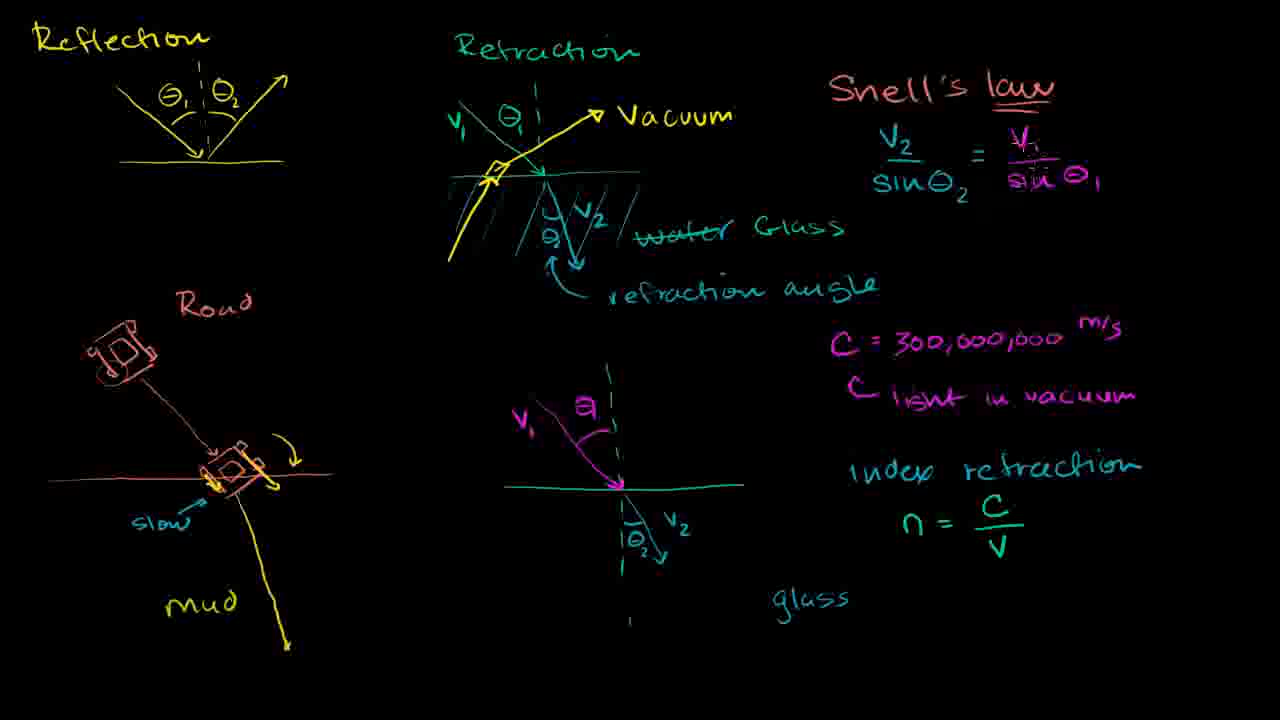 Reflection
θ₁ θ₂
Refraction
V₁ θ₁ Vacuum
θ₂ V₂
water Glass
refraction angle
Snell's law
V₂/sinθ₂ = V₁/sinθ₁
C = 300,000,000 m/s
C light in vacuum
index refraction
n = C/V
Road
slow
mud
V₁ θ₁
θ₂ V₂
glass